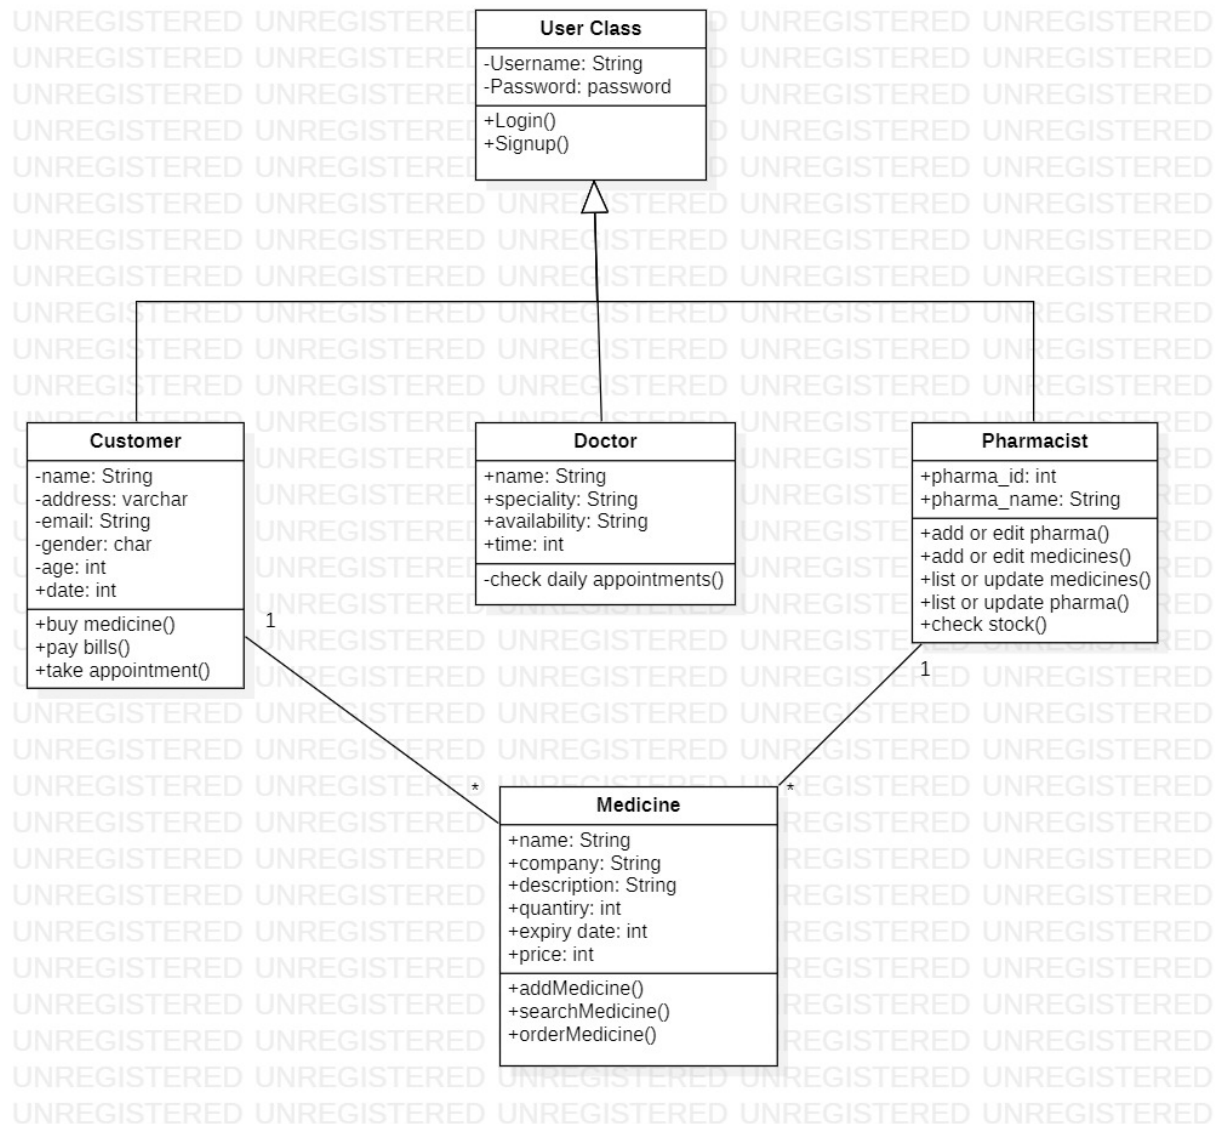 User Class
-Username: String
-Password: password
+Login()
+Signup()
Customer
-name: String
-address: varchar
-email: String
-gender: char
-age: int
+date: int
+buy medicine()
+pay bills()
+take appointment()
Doctor
+name: String
+speciality: String
+availability: String
+time: int
-check daily appointments()
Pharmacist
+pharma_id: int
+pharma_name: String
+add or edit pharma()
+add or edit medicines()
+list or update medicines()
+list or update pharma()
+check stock()
1
1
*
*
Medicine
+name: String
+company: String
+description: String
+quantiry: int
+expiry date: int
+price: int
+addMedicine()
+searchMedicine()
+orderMedicine()
UNREGISTERED